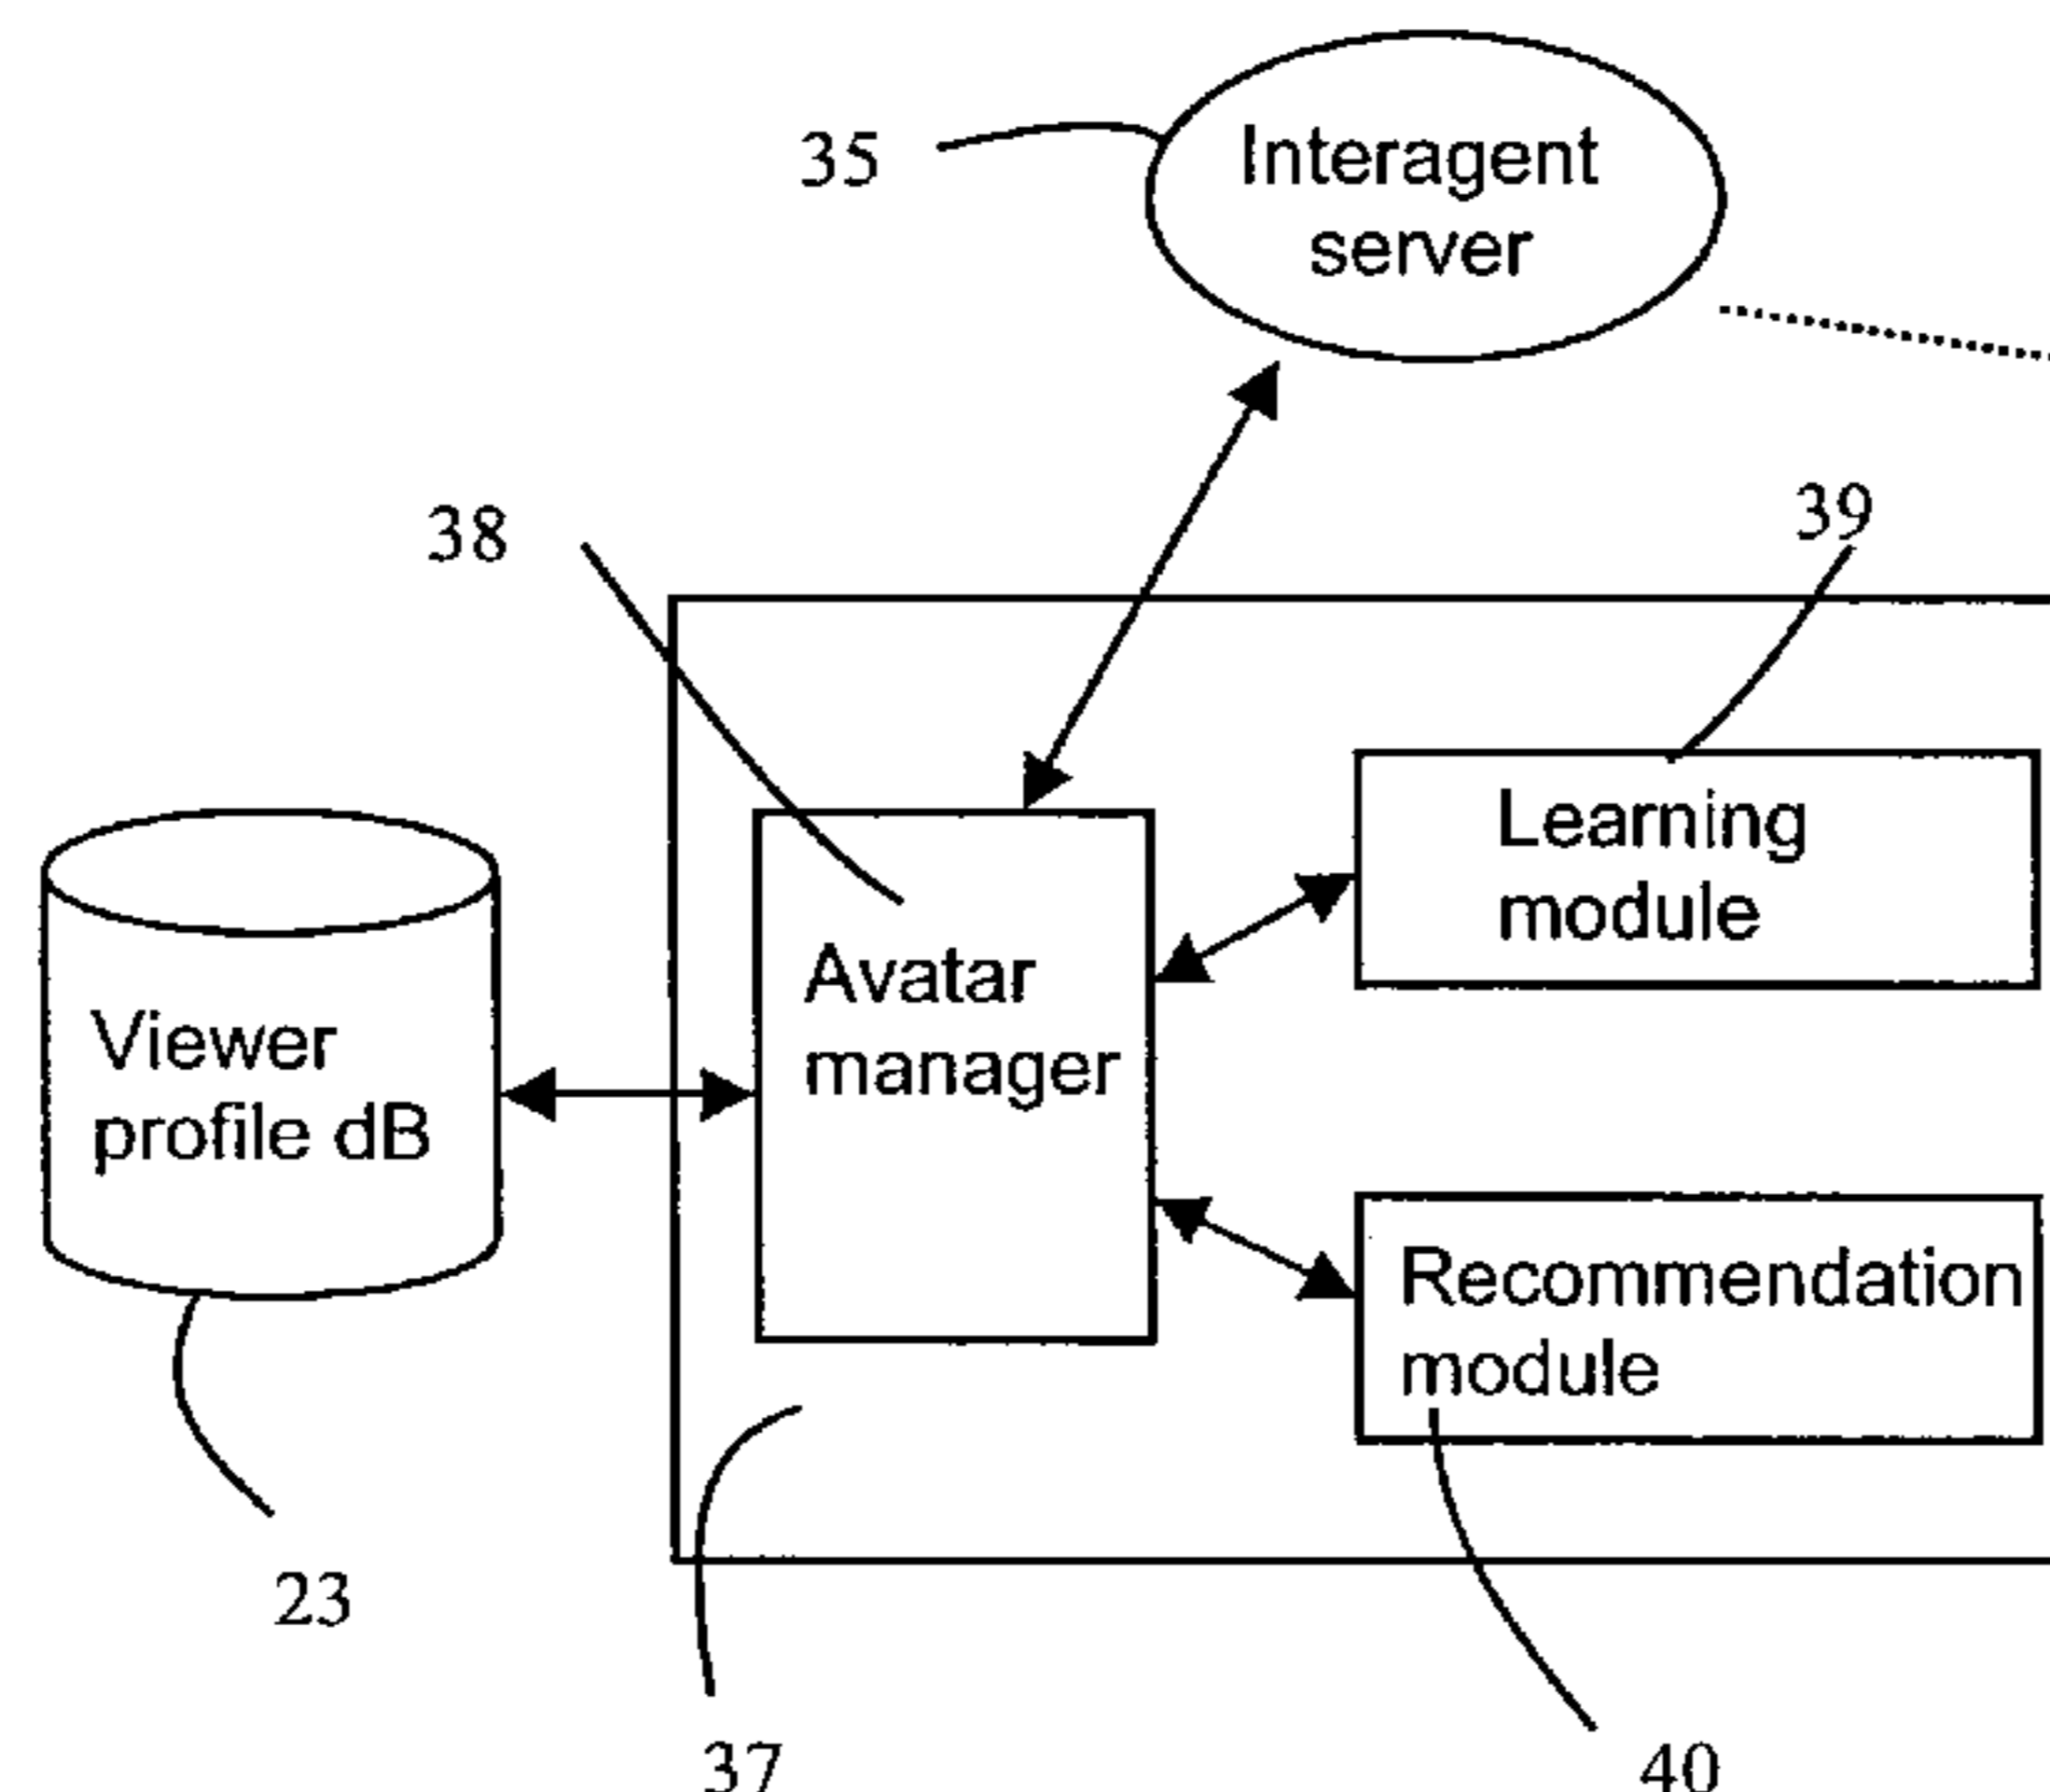 35
Interagent
server
38
39
Learning
module
Avatar
manager
Viewer
profile dB
Recommendation
module
23
37
40